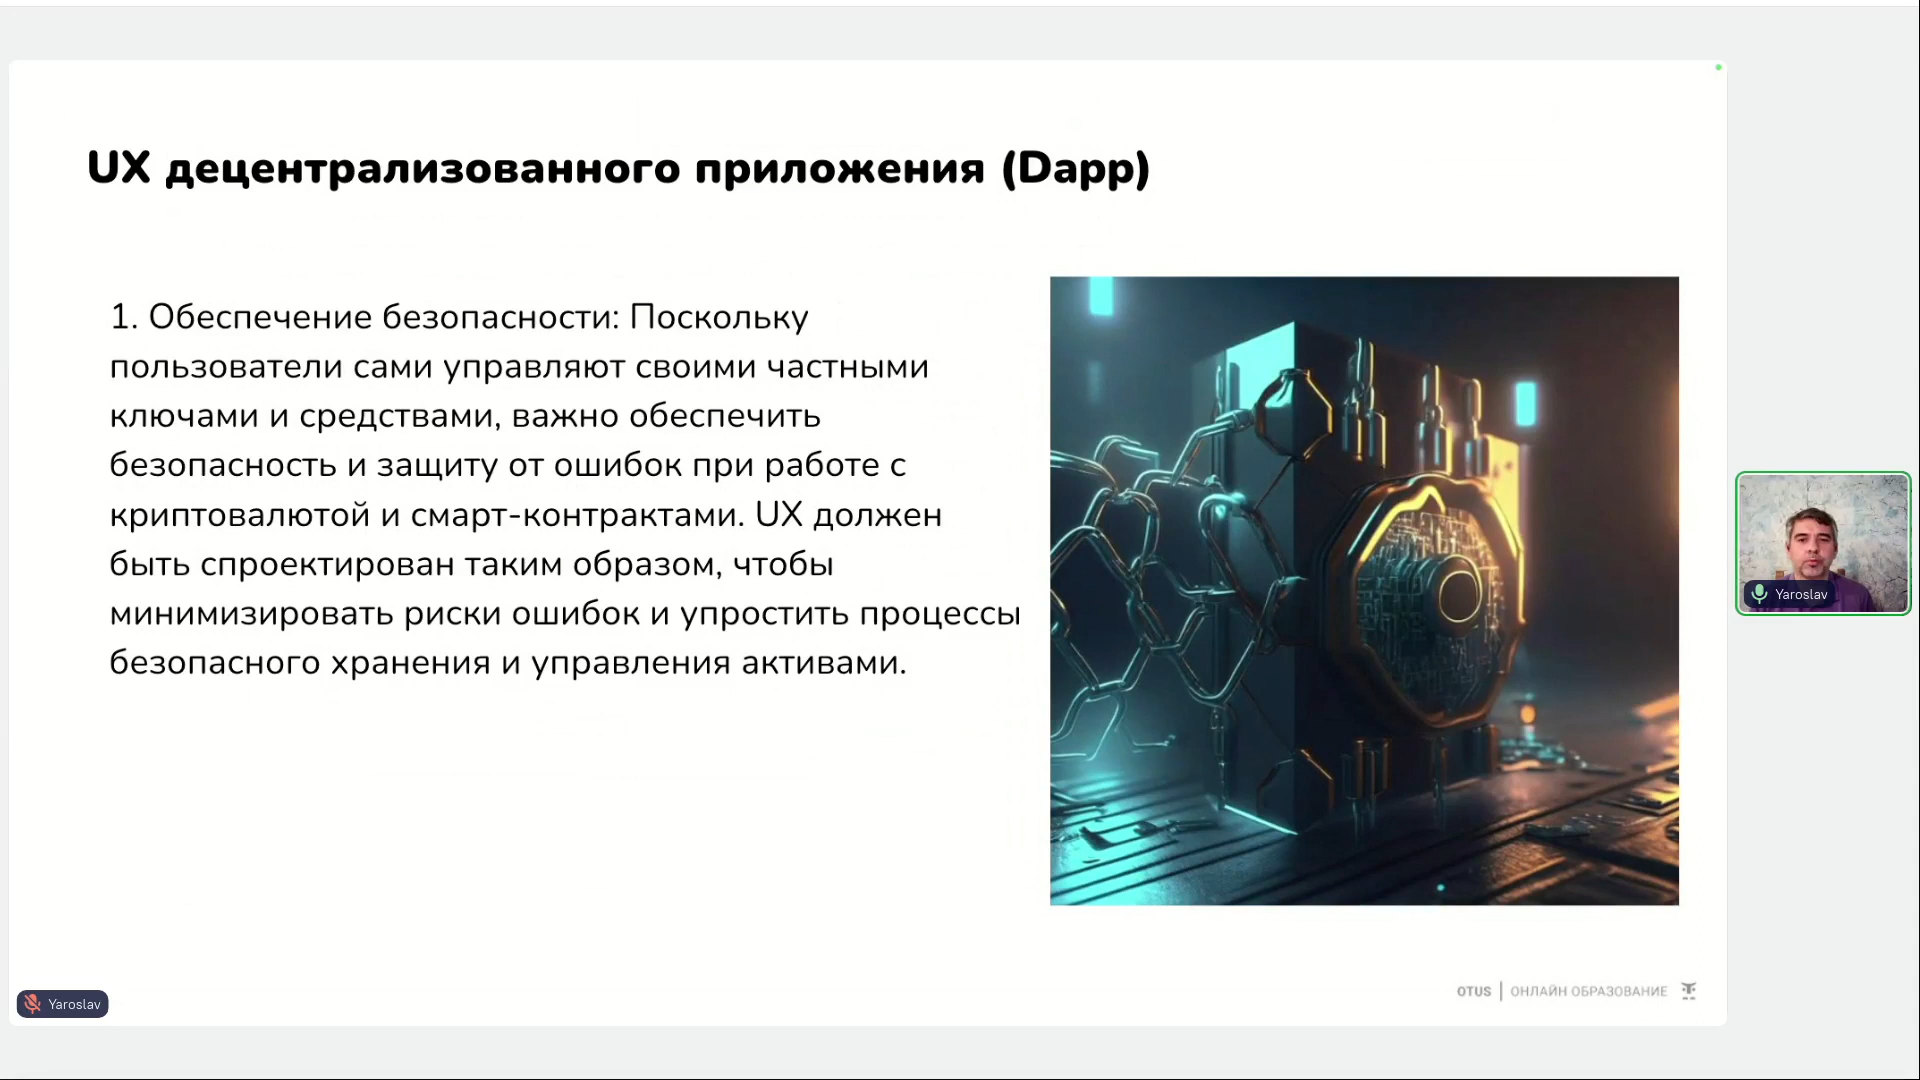 UX децентрализованного приложения (Dapp)
1. Обеспечение безопасности: Поскольку
пользователи сами управляют своими частными
ключами и средствами, важно обеспечить
безопасность и защиту от ошибок при работе с
криптовалютой и смарт-контрактами. UX должен
быть спроектирован таким образом, чтобы
минимизировать риски ошибок и упростить процессы
безопасного хранения и управления активами.
Yaroslav
Yaroslav
OTUS | ОНЛАЙН ОБРАЗОВАНИЕ